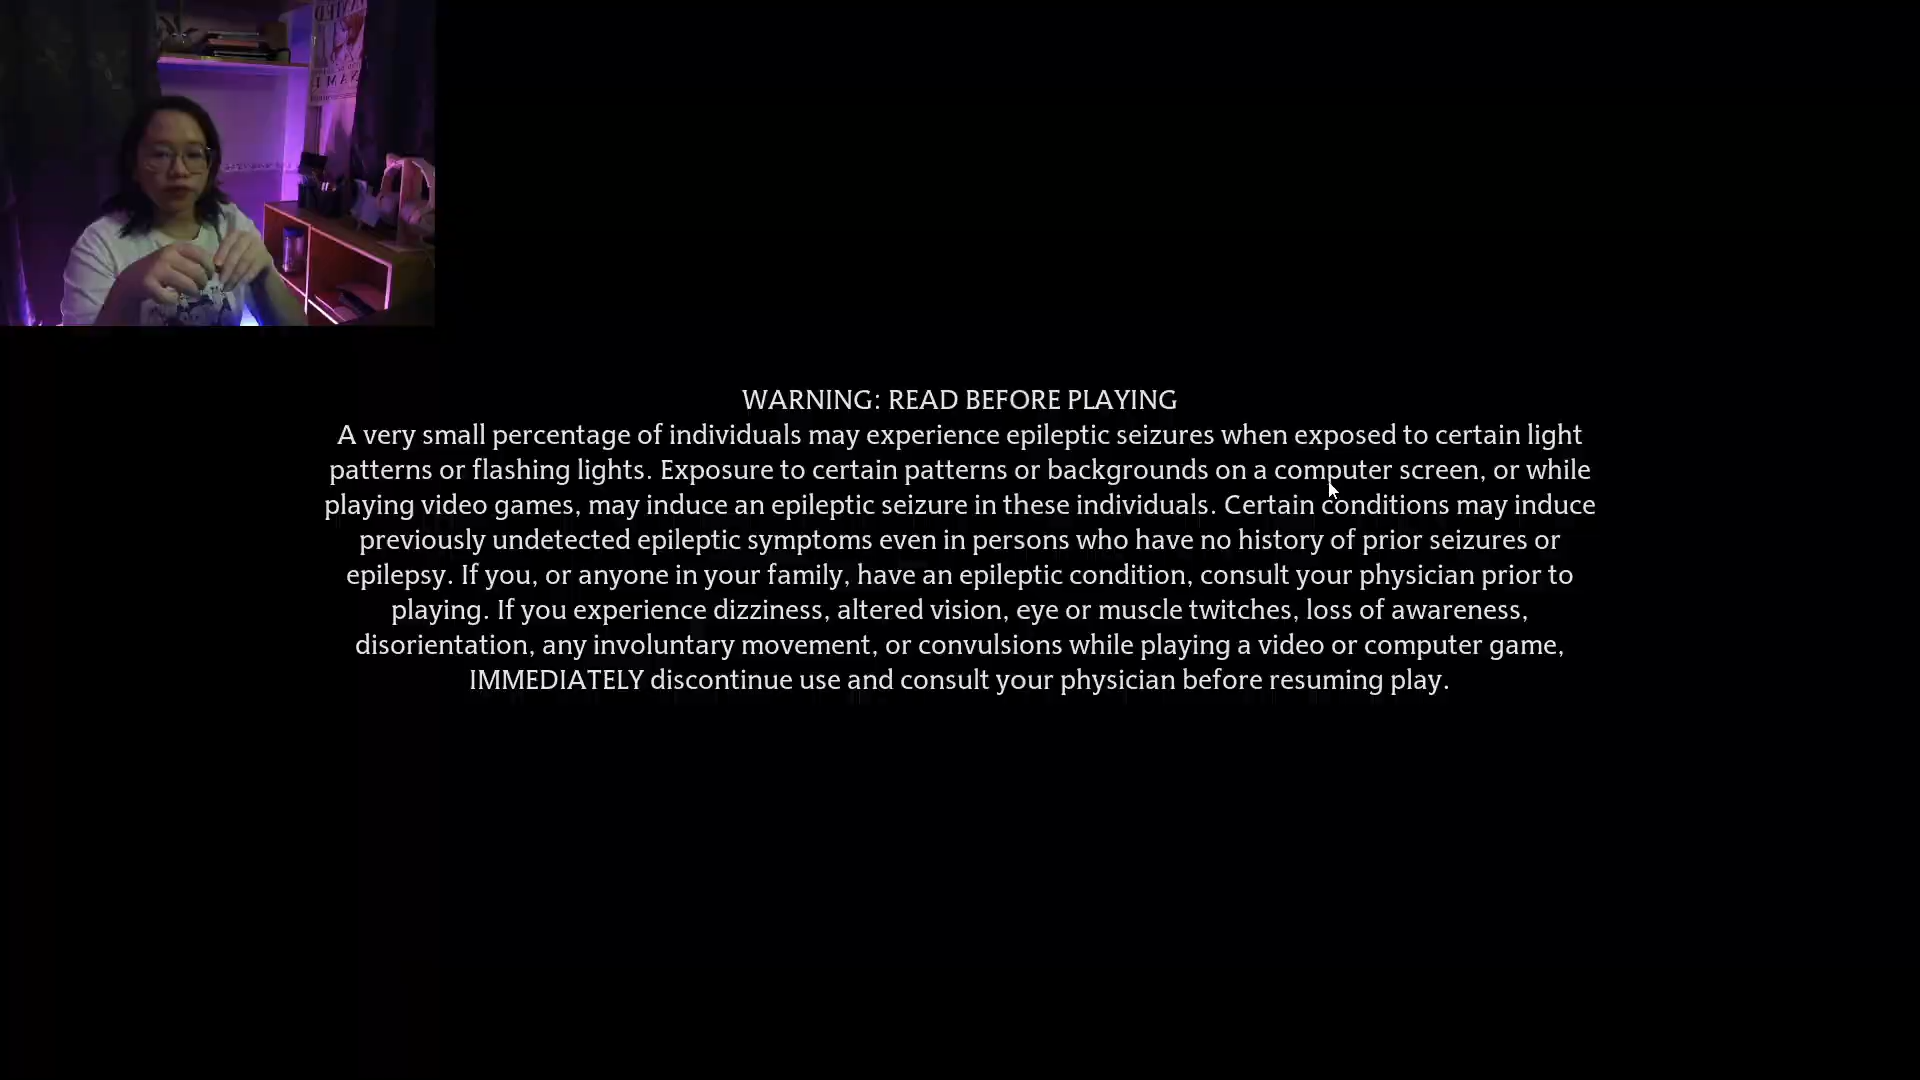 WARNING: READ BEFORE PLAYING
A very small percentage of individuals may experience epileptic seizures when exposed to certain light
patterns or flashing lights. Exposure to certain patterns or backgrounds on a computer screen, or while
playing video games, may induce an epileptic seizure in these individuals. Certain conditions may induce
previously undetected epileptic symptoms even in persons who have no history of prior seizures or
epilepsy. If you, or anyone in your family, have an epileptic condition, consult your physician prior to
playing. If you experience dizziness, altered vision, eye or muscle twitches, loss of awareness,
disorientation, any involuntary movement, or convulsions while playing a video or computer game,
IMMEDIATELY discontinue use and consult your physician before resuming play.